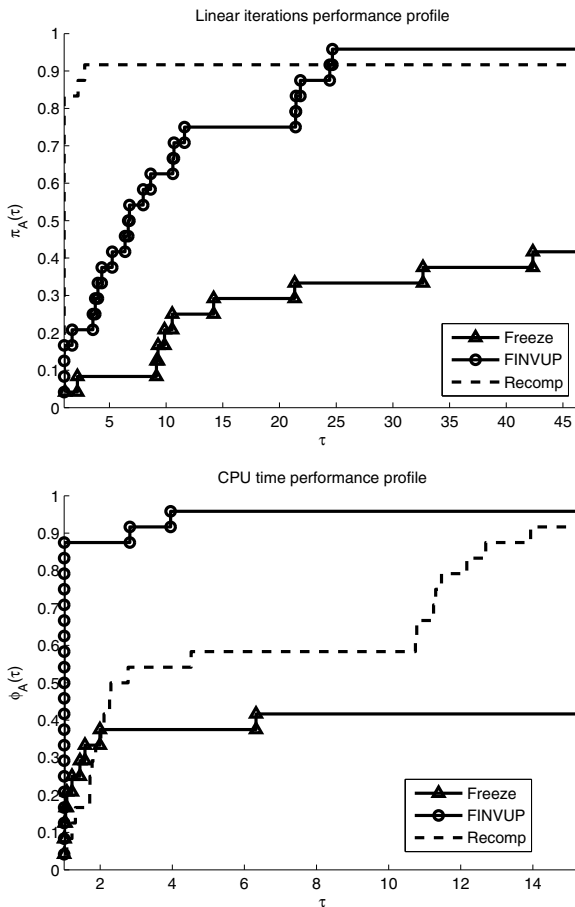 Linear iterations performance profile
1
0.9
0.8
0.7
0.6
0.5
0.4
0.3
0.2
0.1
0
π_A(τ)
Freeze
FINVUP
Recomp
5 10 15 20 25 30 35 40 45
τ
CPU time performance profile
1
0.9
0.8
0.7
0.6
0.5
0.4
0.3
0.2
0.1
0
ϕ_A(τ)
Freeze
FINVUP
Recomp
2 4 6 8 10 12 14
τ